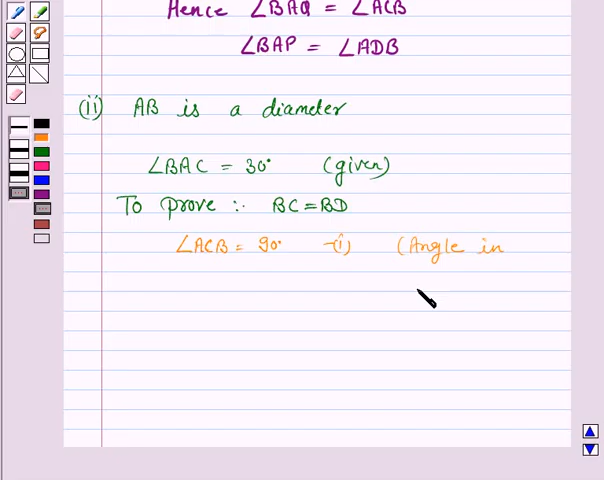 Hence ∠BAQ = ∠ACB
∠BAP = ∠ADB
(ii) AB is a diameter
∠BAC = 30° (given)
To prove :- BC = BD
∠ACB = 90° -(i) (Angle in